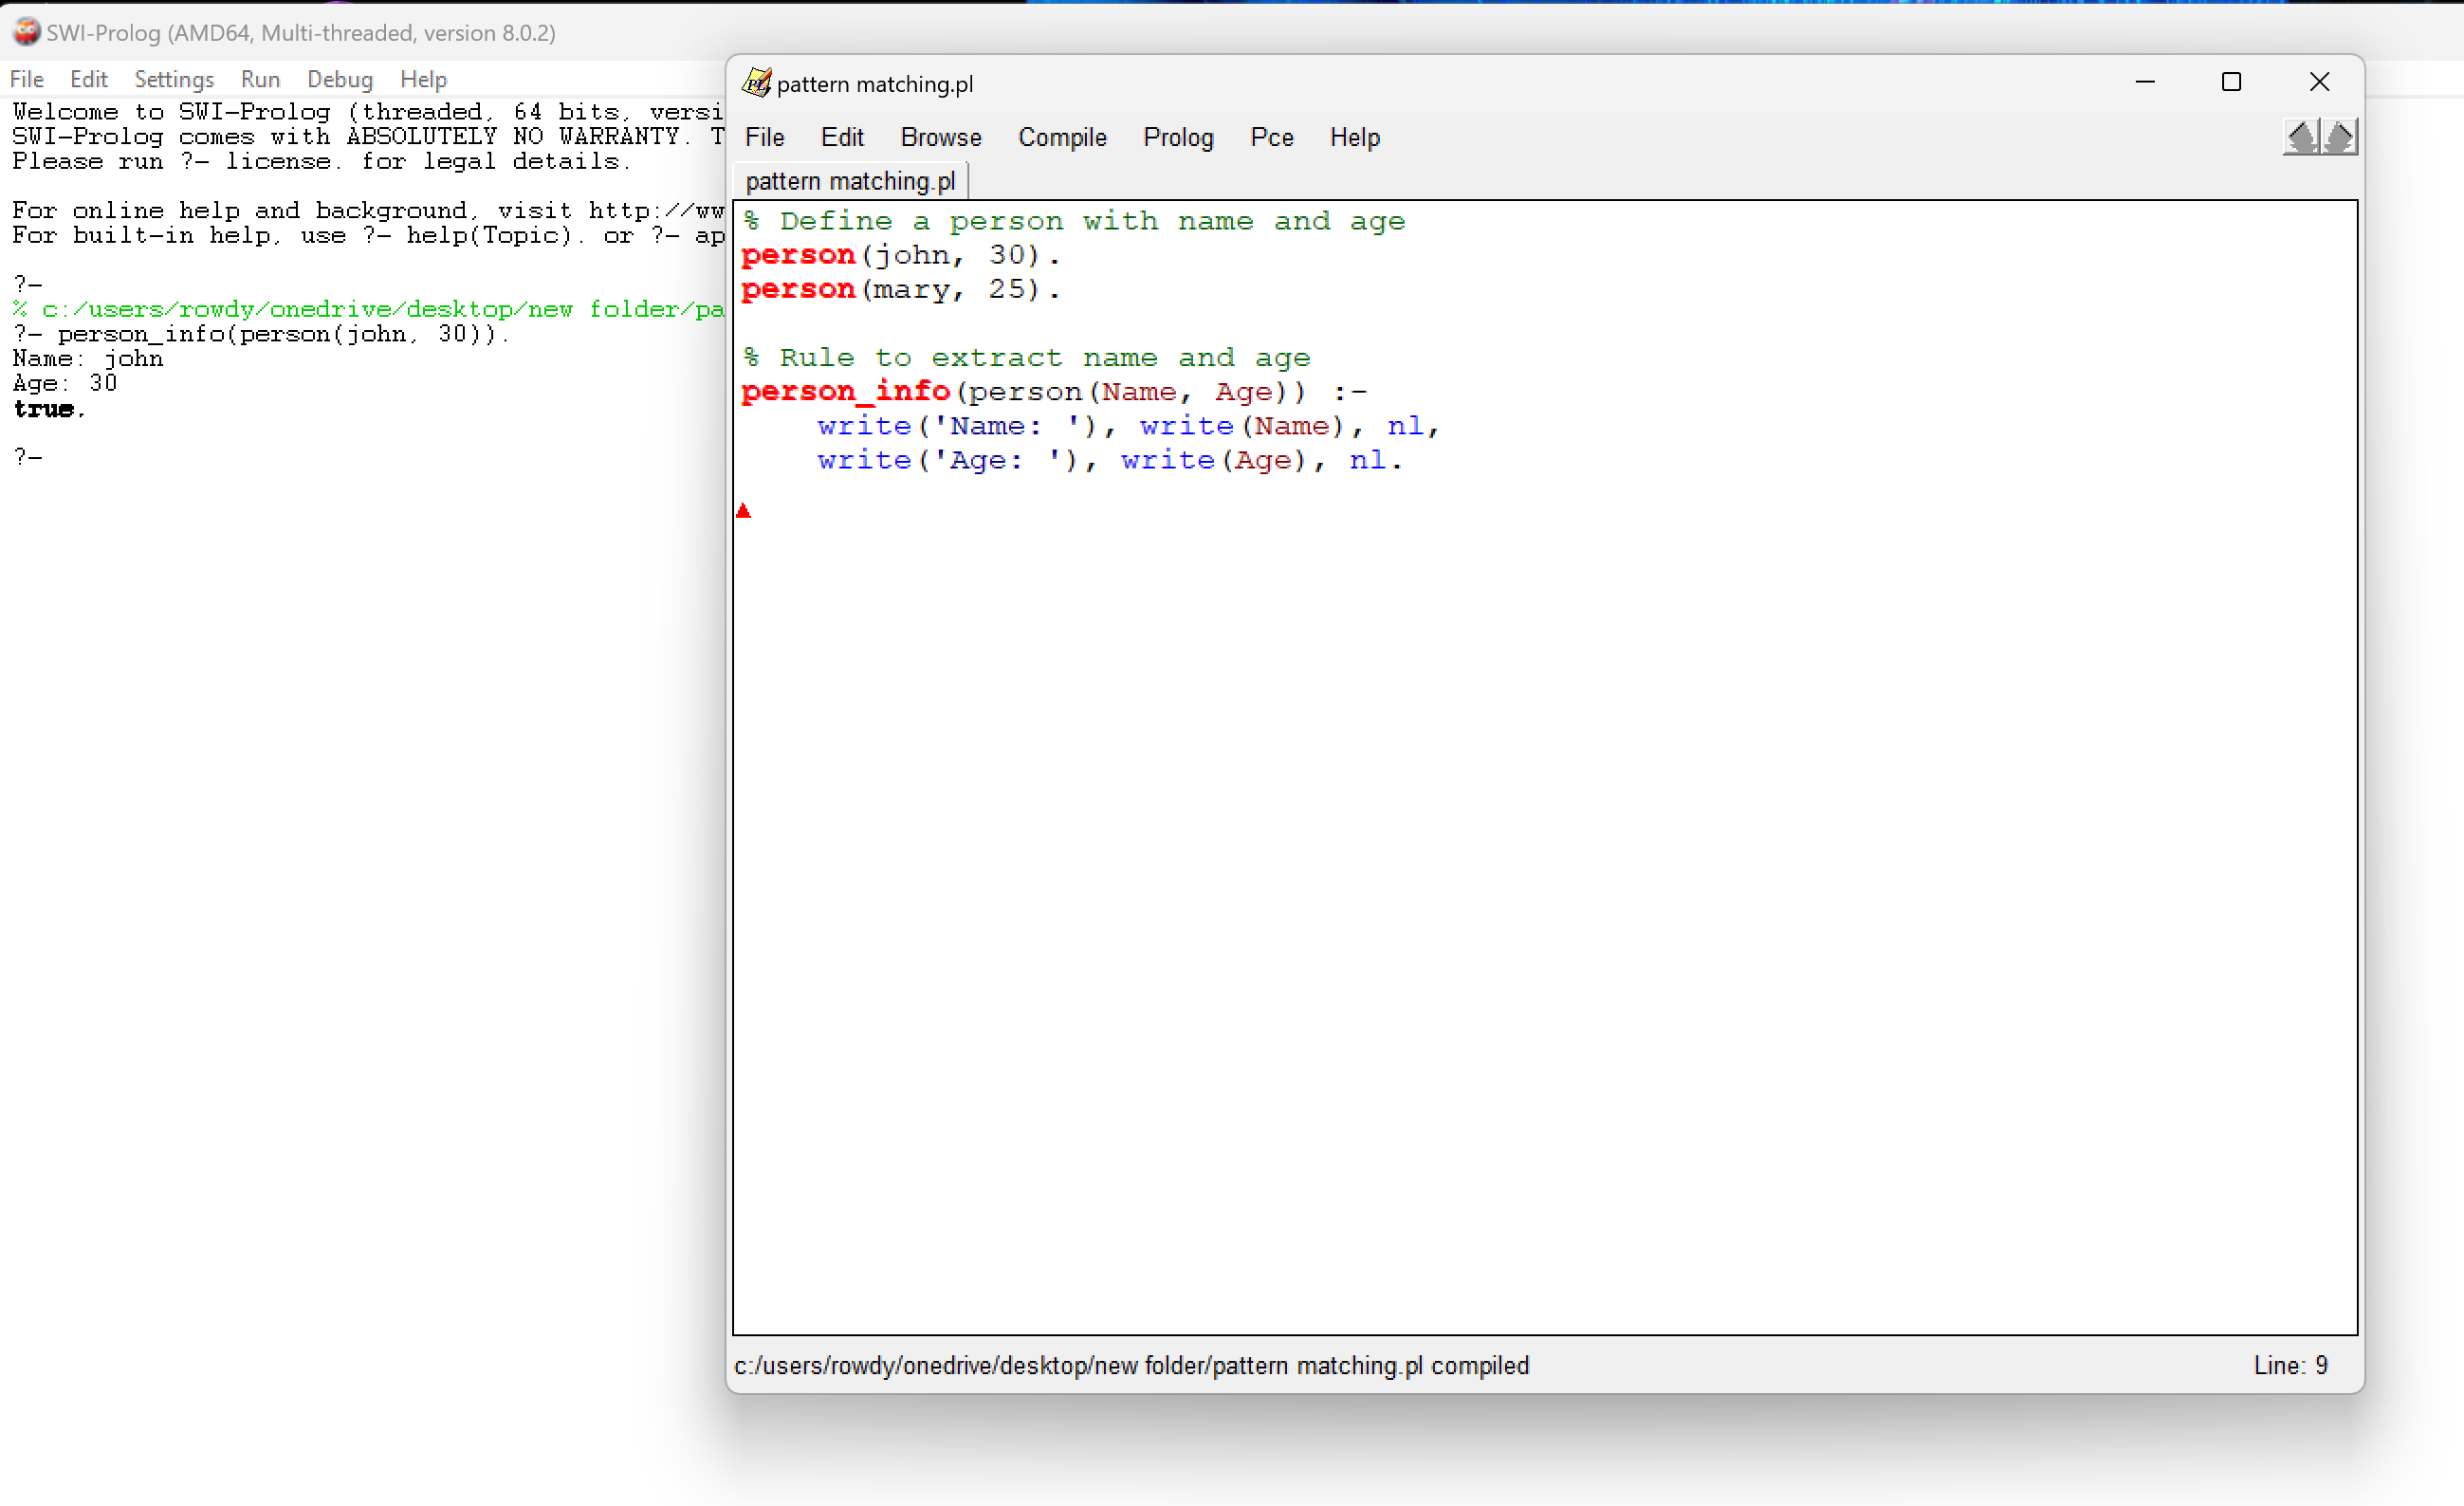 SWI-Prolog (AMD64, Multi-threaded, version 8.0.2)
File Edit Settings Run Debug Help
Welcome to SWI-Prolog (threaded, 64 bits, versi
SWI-Prolog comes with ABSOLUTELY NO WARRANTY. T
Please run ?- license. for legal details.
For online help and background, visit http://ww
For built-in help, use ?- help(Topic). or ?- ap
?-
% c:/users/rowdy/onedrive/desktop/new folder/pa
?- person_info(person(john, 30)).
Name: john
Age: 30
true.
?-
pattern matching.pl
File Edit Browse Compile Prolog Pce Help
pattern matching.pl
% Define a person with name and age
person(john, 30).
person(mary, 25).
% Rule to extract name and age
person_info(person(Name, Age)) :-
write('Name: '), write(Name), nl,
write('Age: '), write(Age), nl.
c:/users/rowdy/onedrive/desktop/new folder/pattern matching.pl compiled
Line: 9